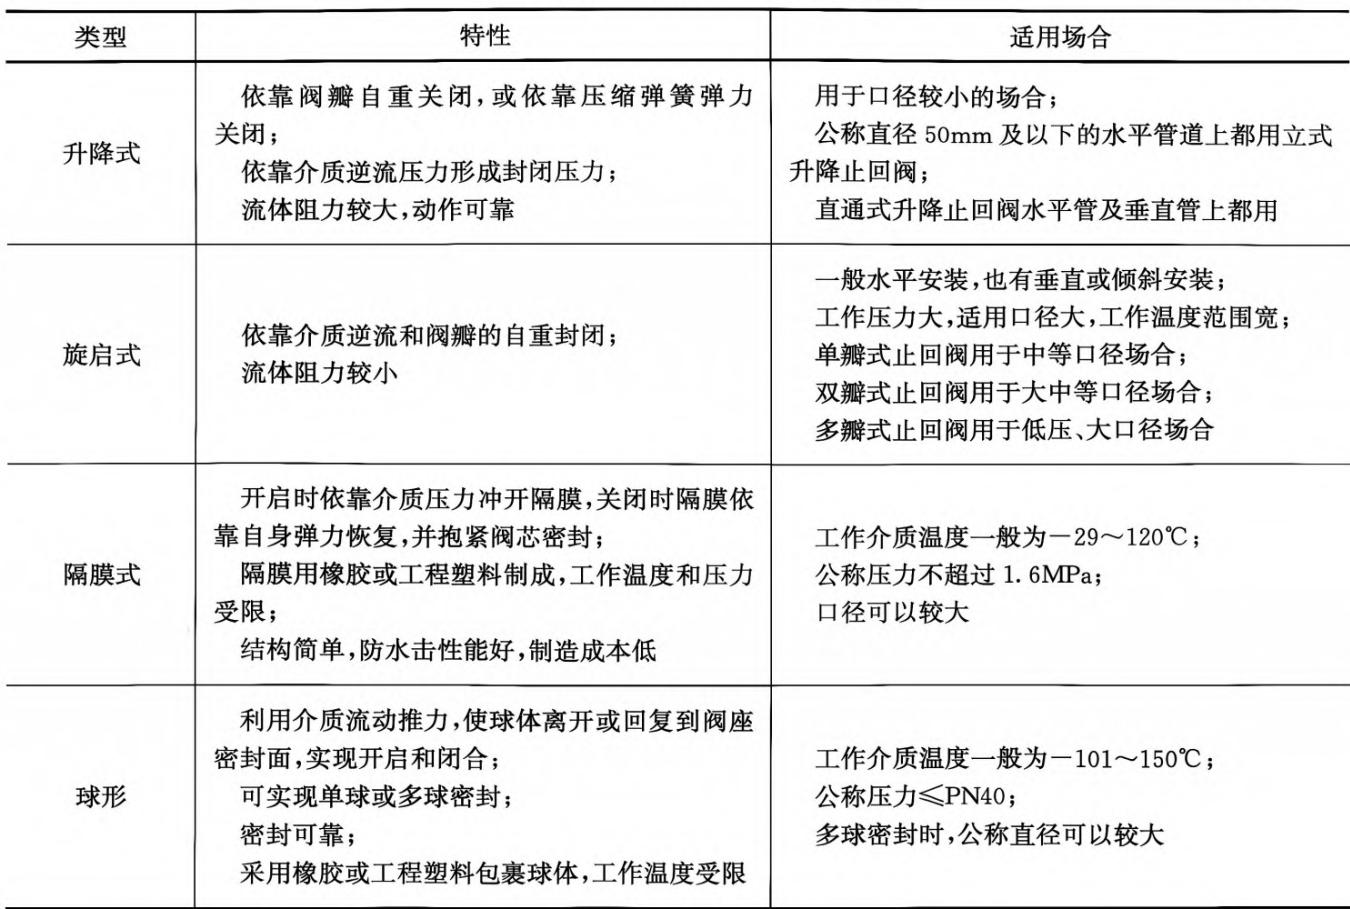 类型 特性 适用场合
升降式
依靠阀瓣自重关闭,或依靠压缩弹簧弹力
关闭;
依靠介质逆流压力形成封闭压力;
流体阻力较大,动作可靠
用于口径较小的场合;
公称直径 50mm 及以下的水平管道上都用立式
升降止回阀;
直通式升降止回阀水平管及垂直管上都用
旋启式
依靠介质逆流和阀瓣的自重封闭;
流体阻力较小
一般水平安装,也有垂直或倾斜安装;
工作压力大,适用口径大,工作温度范围宽;
单瓣式止回阀用于中等口径场合;
双瓣式止回阀用于大中等口径场合;
多瓣式止回阀用于低压、大口径场合
隔膜式
开启时依靠介质压力冲开隔膜,关闭时隔膜依
靠自身弹力恢复,并抱紧阀芯密封;
隔膜用橡胶或工程塑料制成,工作温度和压力
受限;
结构简单,防水击性能好,制造成本低
工作介质温度一般为-29～120℃;
公称压力不超过 1.6MPa;
口径可以较大
球形
利用介质流动推力,使球体离开或回复到阀座
密封面,实现开启和闭合;
可实现单球或多球密封;
密封可靠;
采用橡胶或工程塑料包裹球体,工作温度受限
工作介质温度一般为-101～150℃;
公称压力≤PN40;
多球密封时,公称直径可以较大